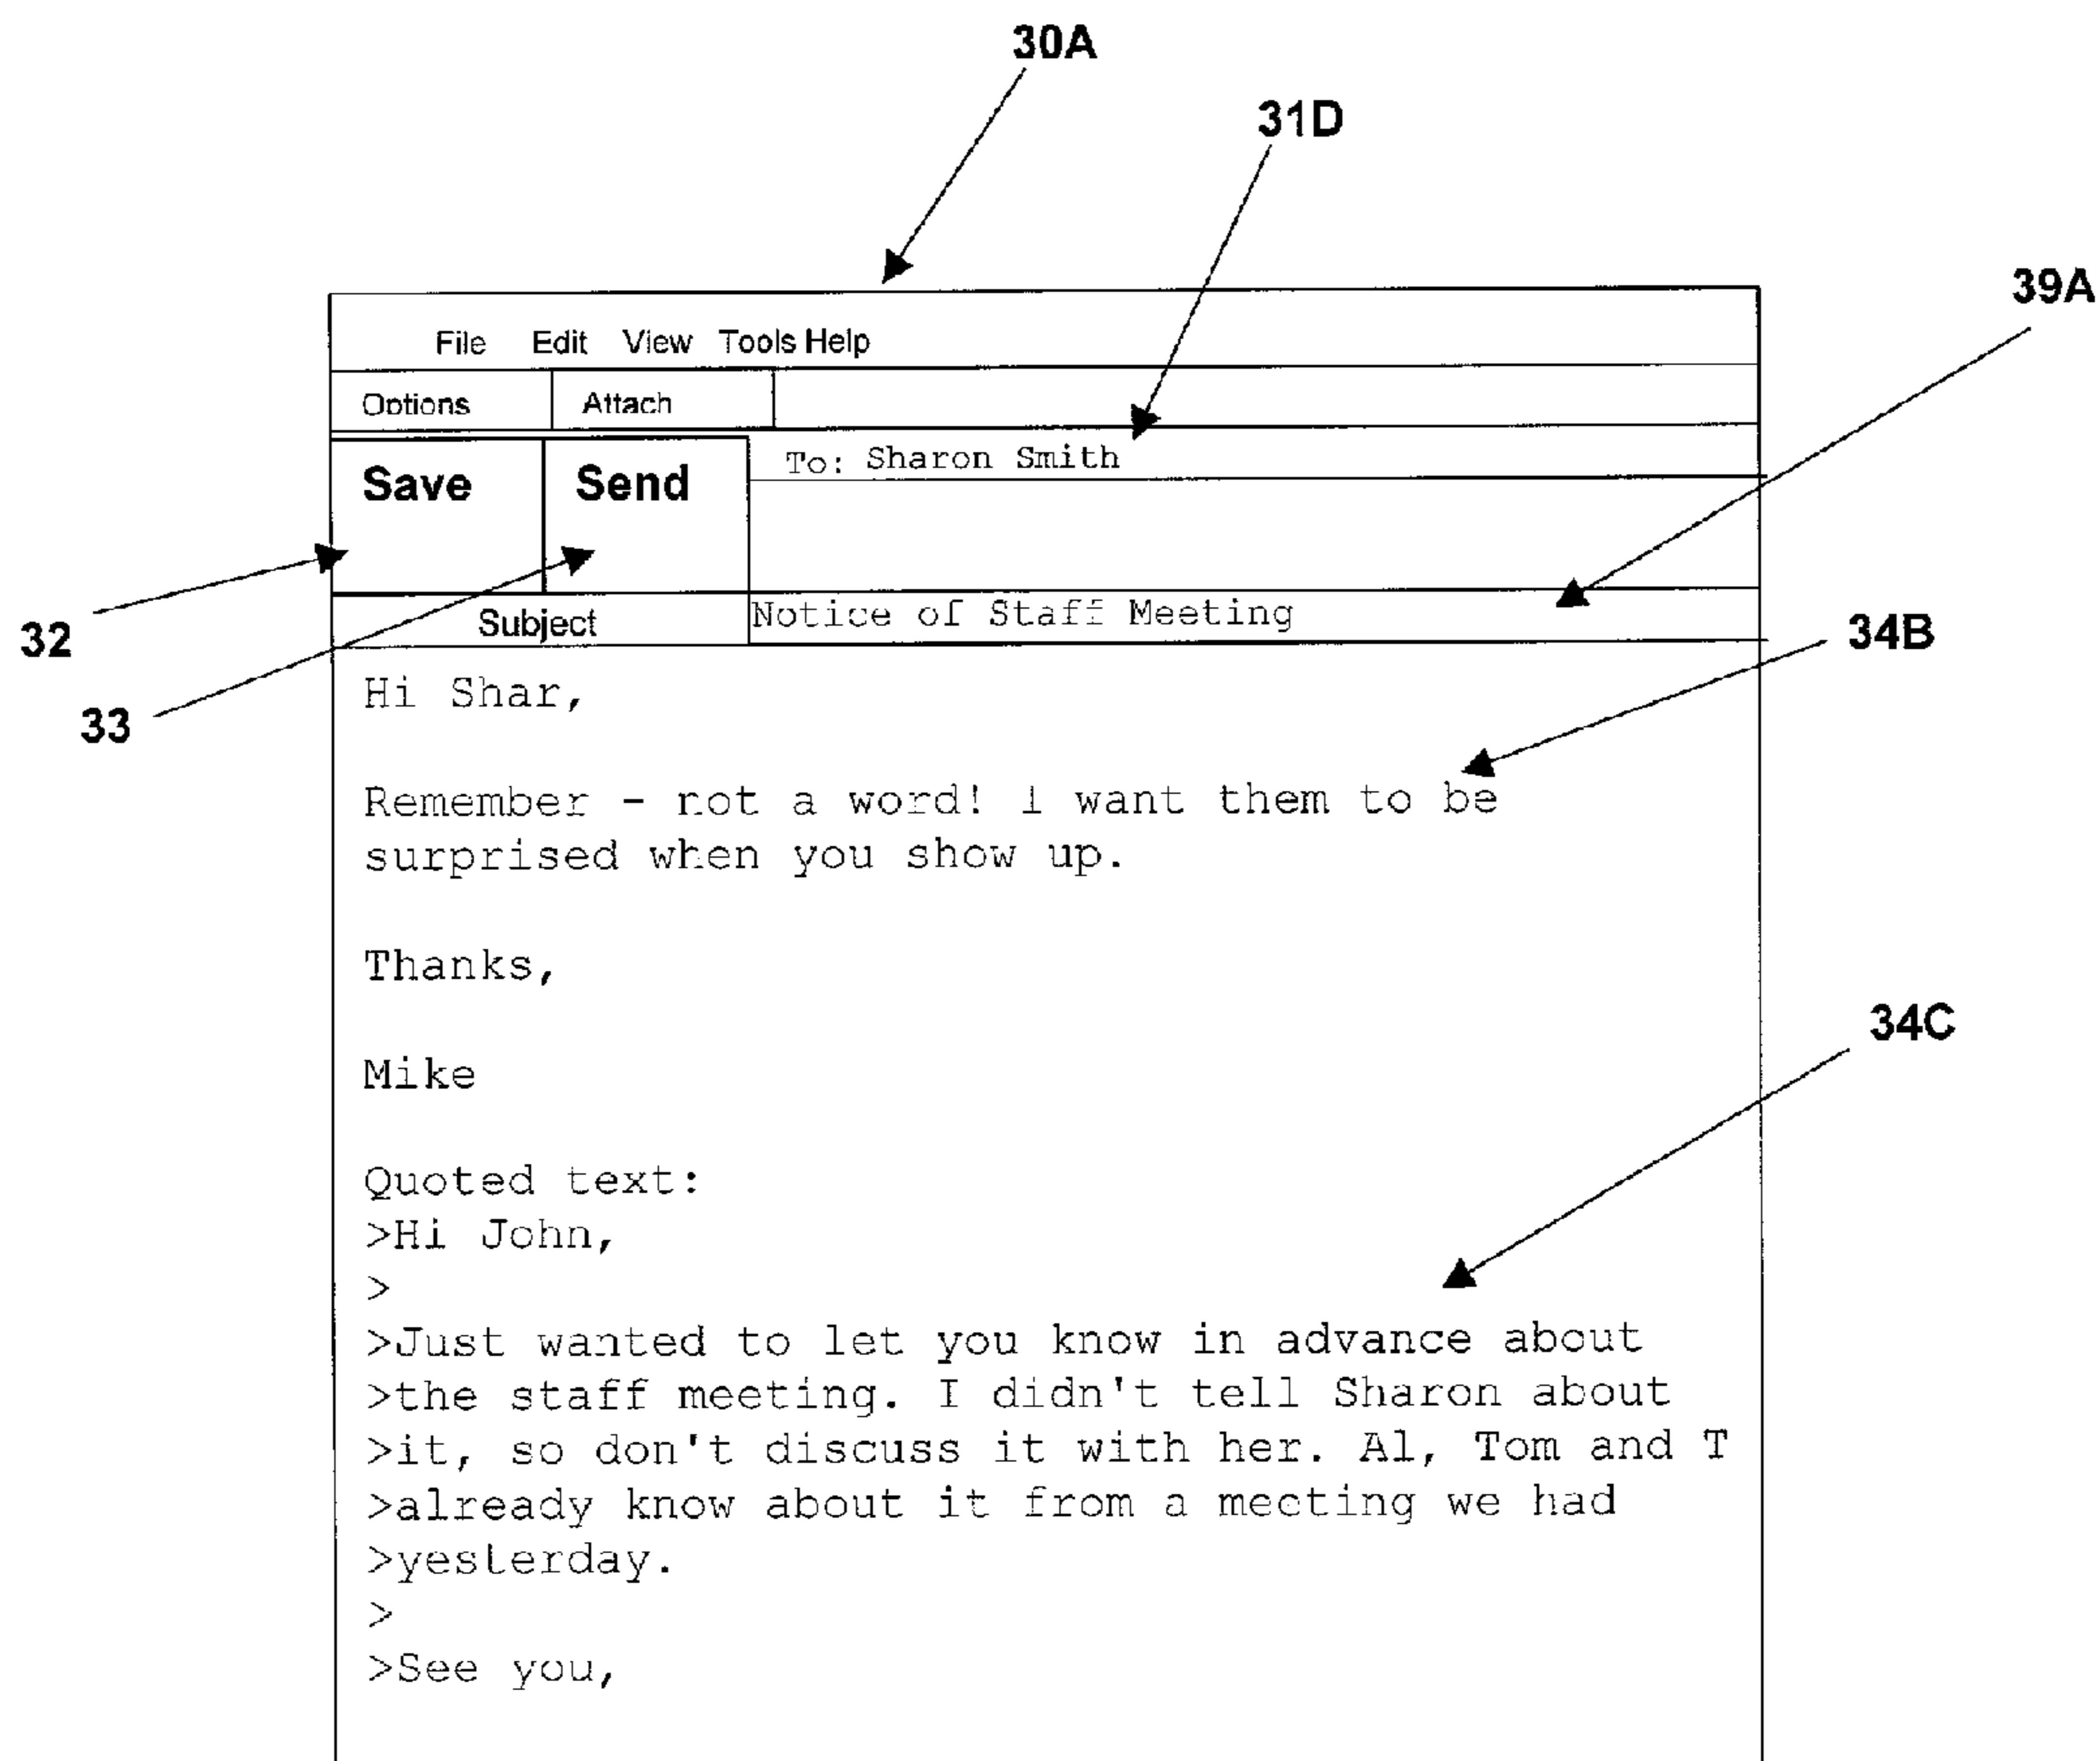 30A
31D
39A
File Edit View Tools Help
Options Attach
Save Send To: Sharon Smith
32
33
Subject Notice of Staff Meeting
34B
Hi Shar,
Remember - not a word! I want them to be
surprised when you show up.
Thanks,
34C
Mike
Quoted text:
>Hi John,
>
>Just wanted to let you know in advance about
>the staff meeting. I didn't tell Sharon about
>it, so don't discuss it with her. Al, Tom and T
>already know about it from a meeting we had
>yesterday.
>
>See you,